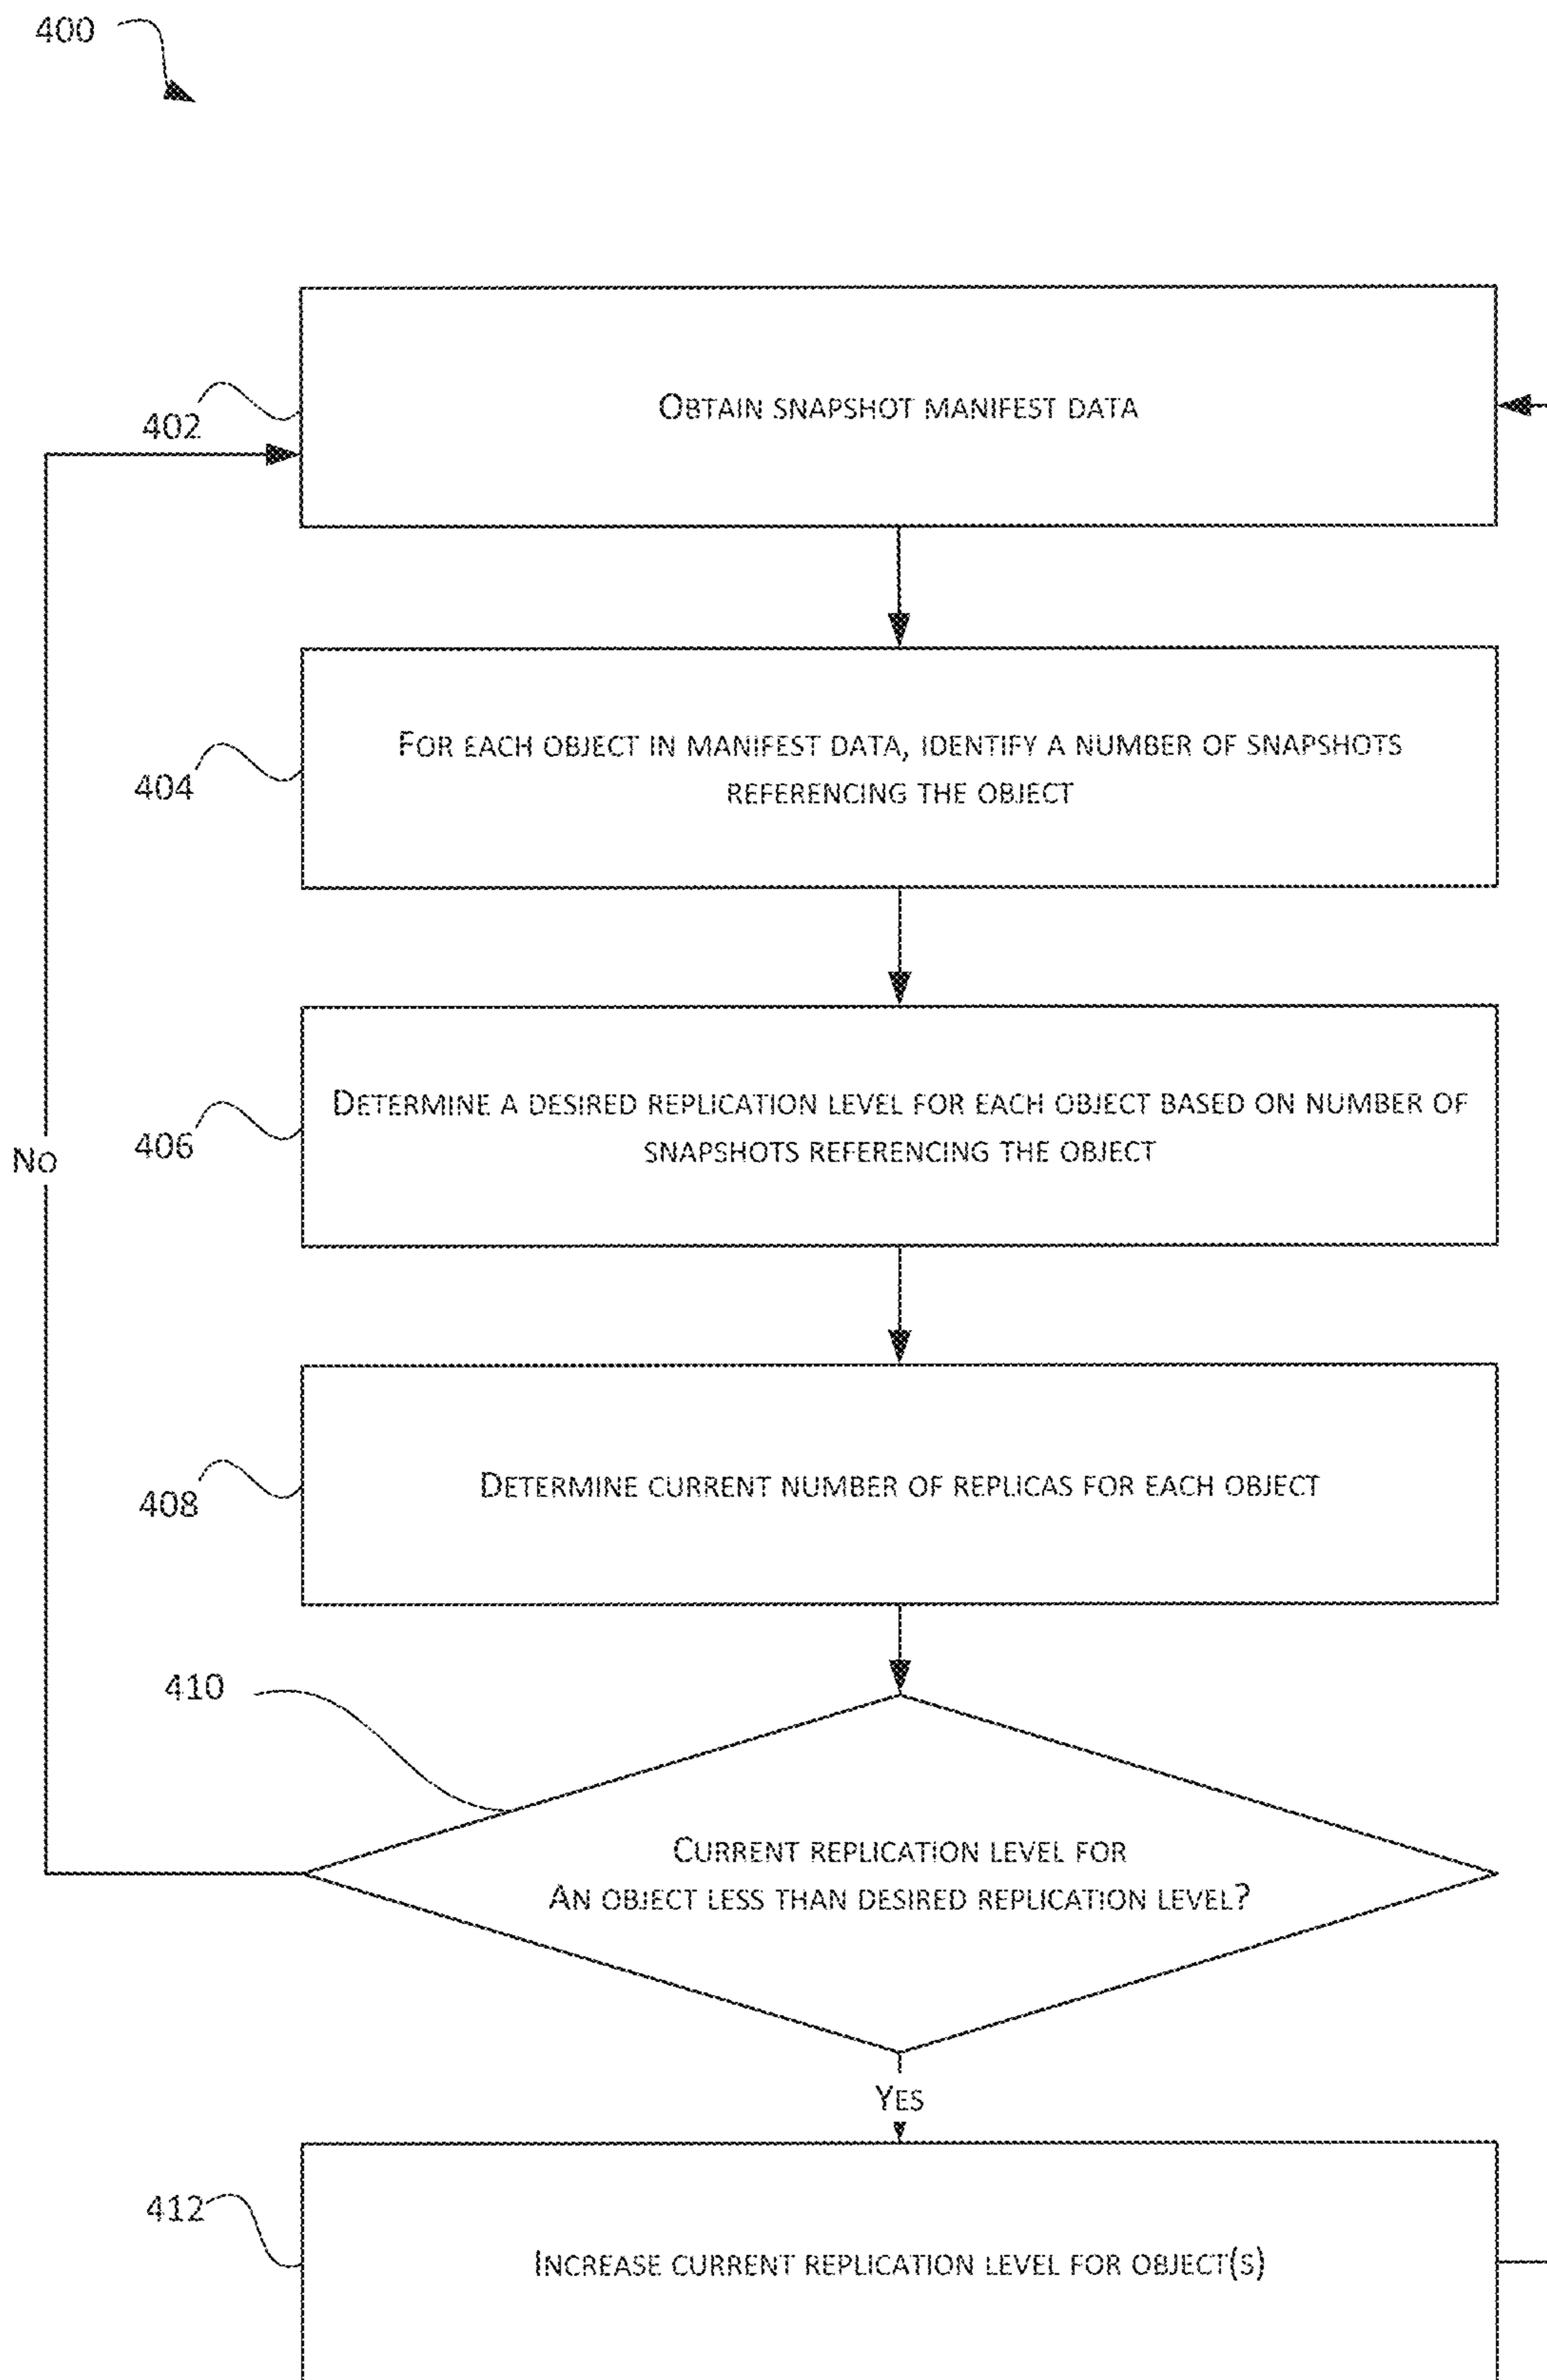 400
402
OBTAIN SNAPSHOT MANIFEST DATA
404
FOR EACH OBJECT IN MANIFEST DATA, IDENTIFY A NUMBER OF SNAPSHOTS
REFERENCING THE OBJECT
406
DETERMINE A DESIRED REPLICATION LEVEL FOR EACH OBJECT BASED ON NUMBER OF
SNAPSHOTS REFERENCING THE OBJECT
NO
408
DETERMINE CURRENT NUMBER OF REPLICAS FOR EACH OBJECT
410
CURRENT REPLICATION LEVEL FOR
AN OBJECT LESS THAN DESIRED REPLICATION LEVEL?
YES
412
INCREASE CURRENT REPLICATION LEVEL FOR OBJECT(S)